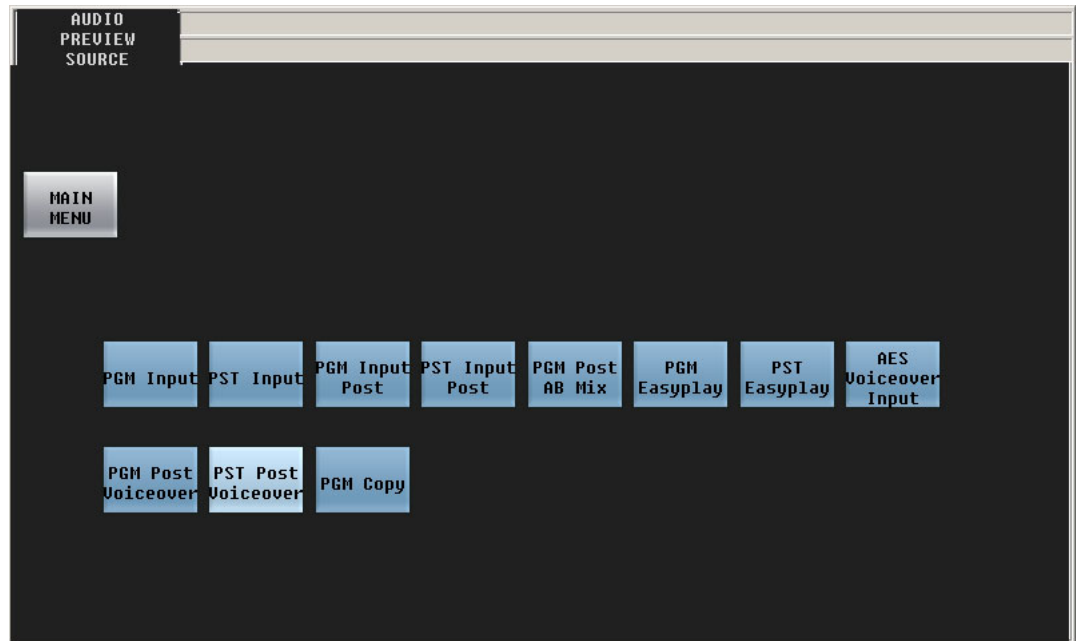 AUDIO
PREVIEW
SOURCE
MAIN
MENU
PGM Input
PST Input
PGM Input
Post
PST Input
Post
PGM Post
AB Mix
PGM
Easyplay
PST
Easyplay
AES
Voiceover
Input
PGM Post
Voiceover
PST Post
Voiceover
PGM Copy